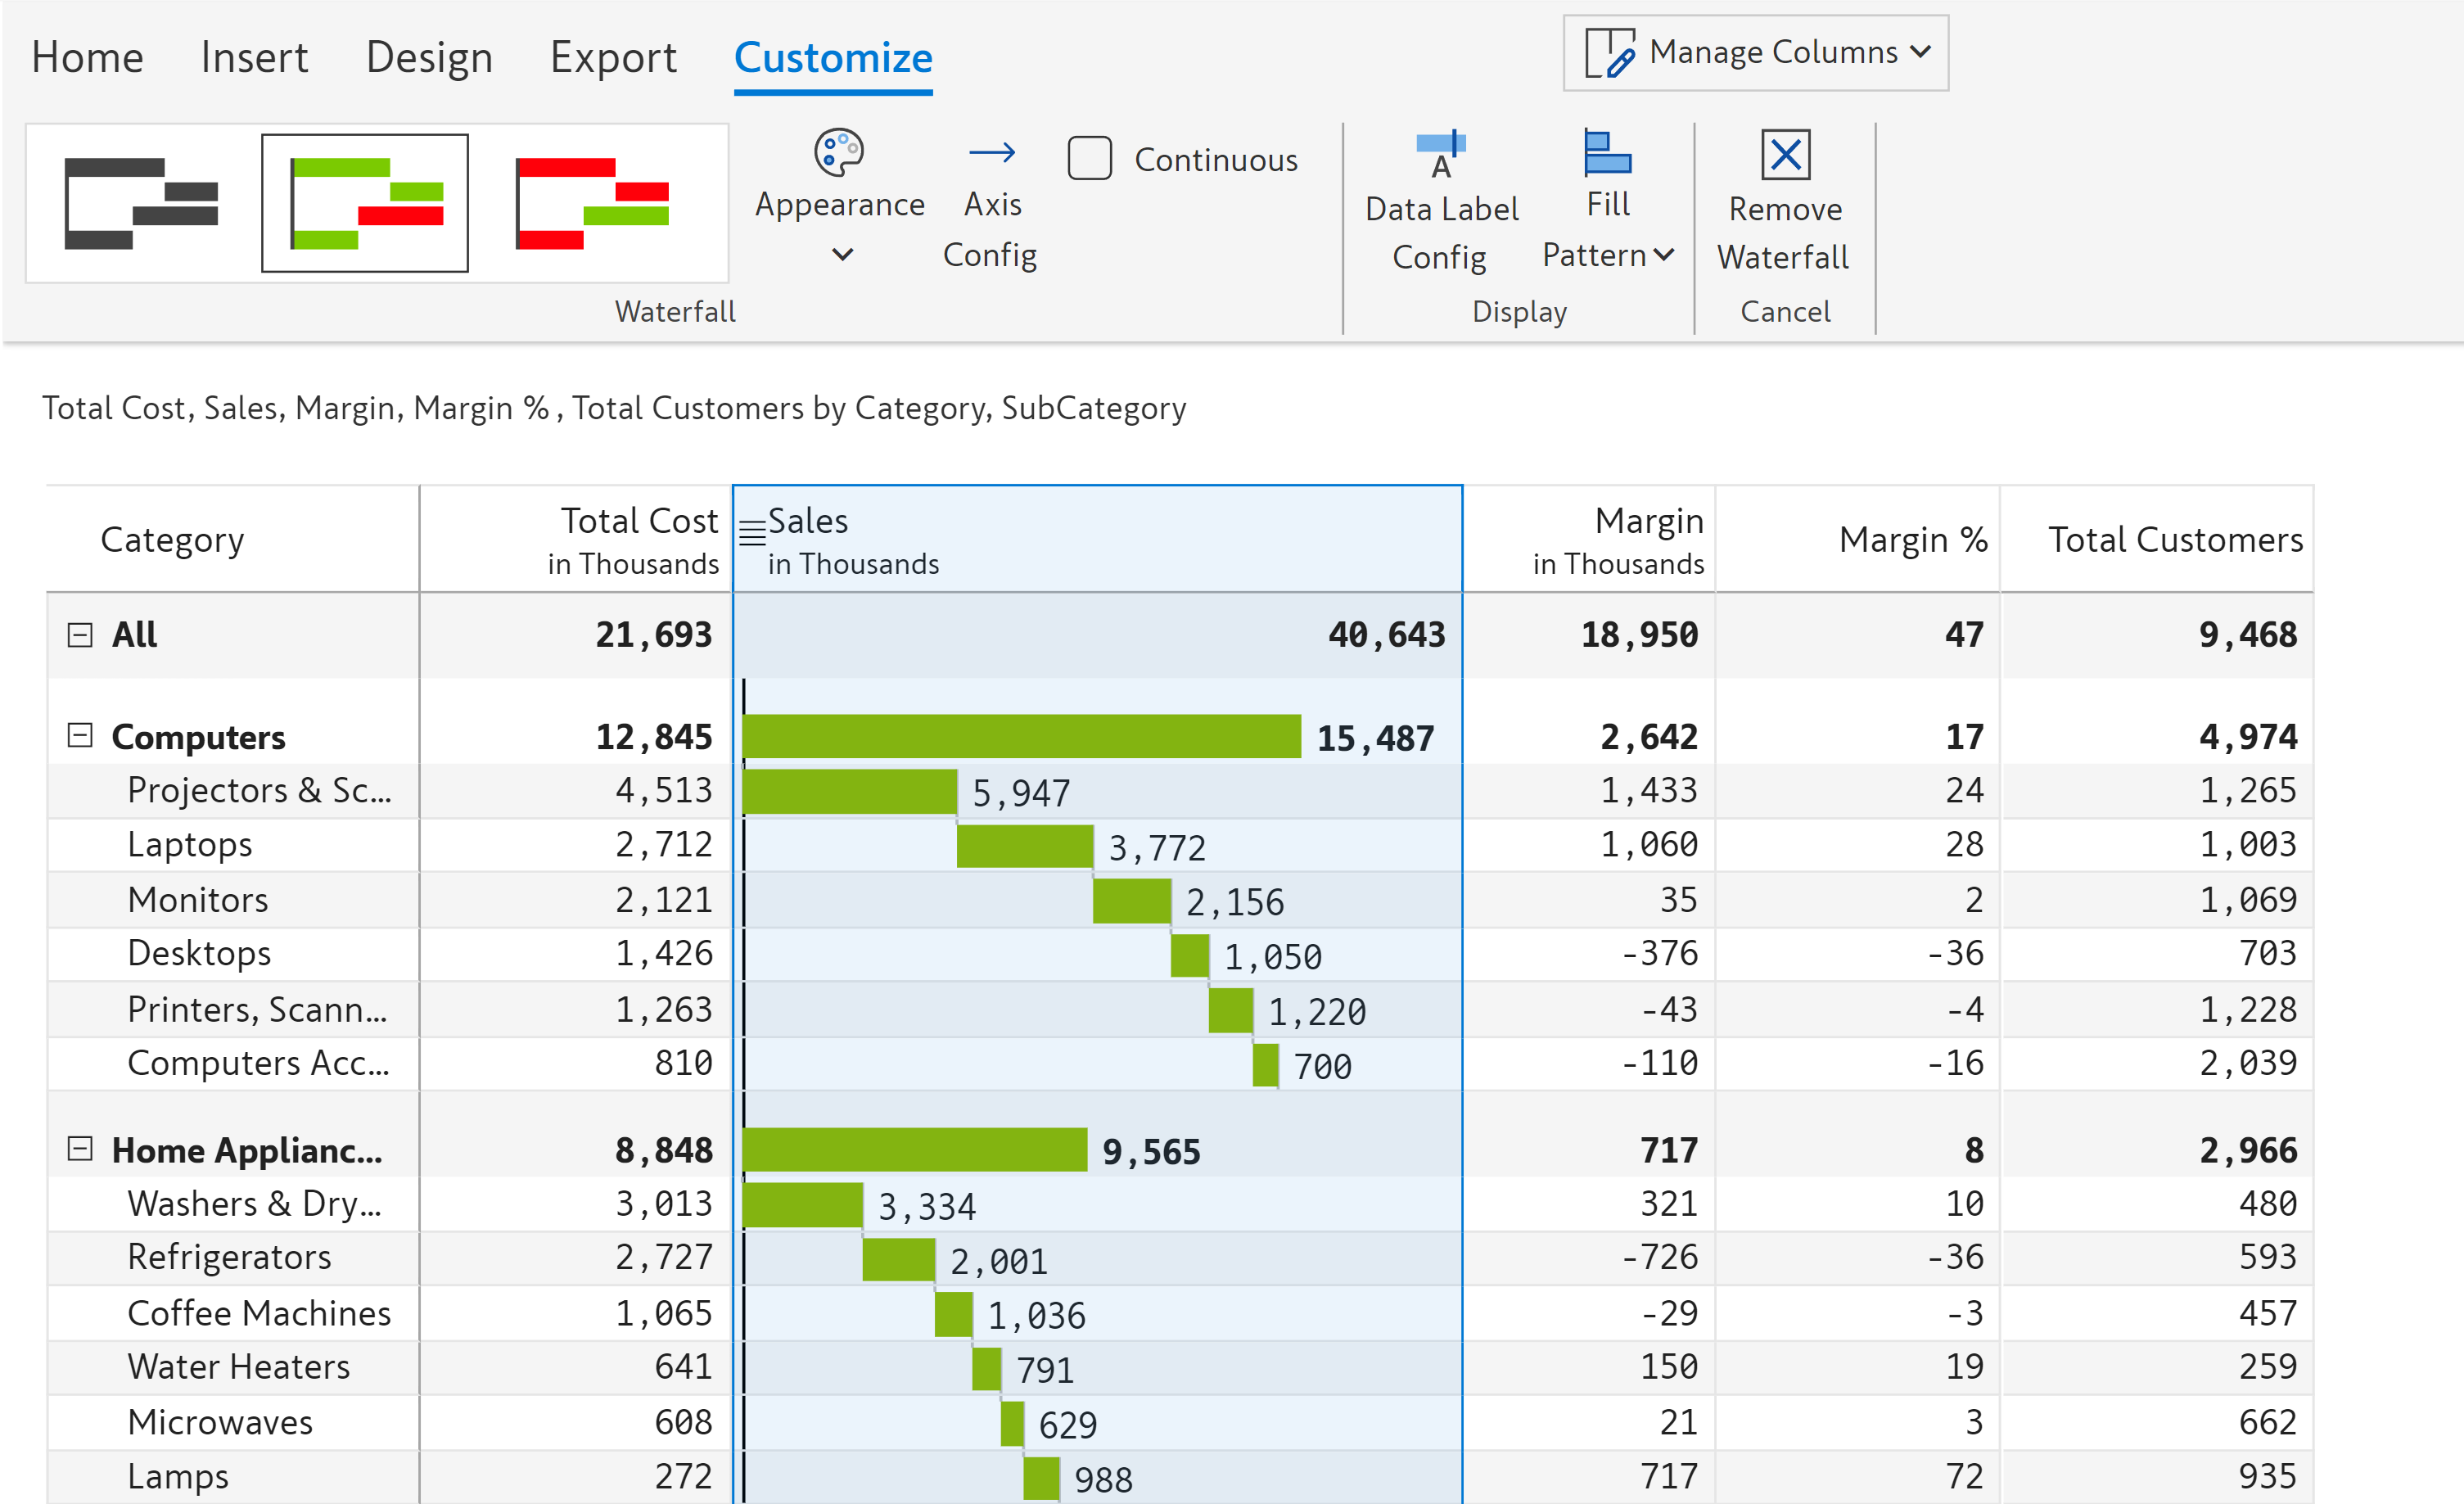 Home Insert Design Export Customize Manage Columns
Appearance Axis Config Continuous Data Label Config Fill Pattern Remove Waterfall
Waterfall Display Cancel
Total Cost, Sales, Margin, Margin % , Total Customers by Category, SubCategory
Category Total Cost in Thousands Sales in Thousands Margin in Thousands Margin % Total Customers
All 21,693 40,643 18,950 47 9,468
Computers 12,845 15,487 2,642 17 4,974
Projectors & Sc... 4,513 5,947 1,433 24 1,265
Laptops 2,712 3,772 1,060 28 1,003
Monitors 2,121 2,156 35 2 1,069
Desktops 1,426 1,050 -376 -36 703
Printers, Scann... 1,263 1,220 -43 -4 1,228
Computers Acc... 810 700 -110 -16 2,039
Home Applianc... 8,848 9,565 717 8 2,966
Washers & Dry... 3,013 3,334 321 10 480
Refrigerators 2,727 2,001 -726 -36 593
Coffee Machines 1,065 1,036 -29 -3 457
Water Heaters 641 791 150 19 259
Microwaves 608 629 21 3 662
Lamps 272 988 717 72 935